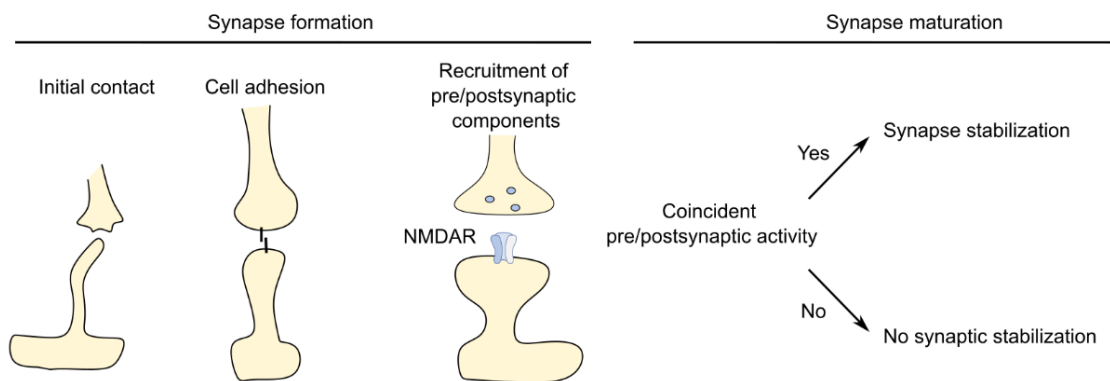 Synapse formation
Synapse maturation
Initial contact
Cell adhesion
Recruitment of
pre/postsynaptic
components
NMDAR
Coincident
pre/postsynaptic activity
Yes
Synapse stabilization
No
No synaptic stabilization